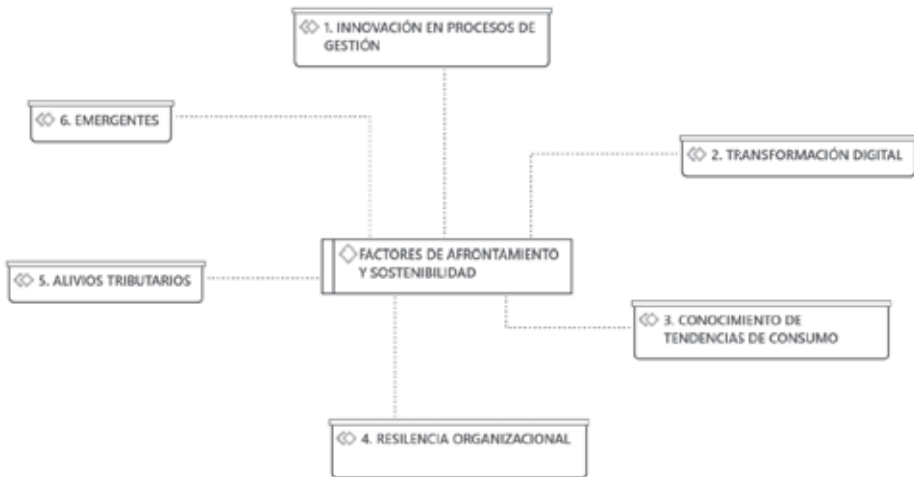 1. INNOVACIÓN EN PROCESOS DE
GESTIÓN
6. EMERGENTES
2. TRANSFORMACIÓN DIGITAL
FACTORES DE AFRONTAMIENTO
Y SOSTENIBILIDAD
5. ALIVIOS TRIBUTARIOS
3. CONOCIMIENTO DE
TENDENCIAS DE CONSUMO
4. RESILENCIA ORGANIZACIONAL